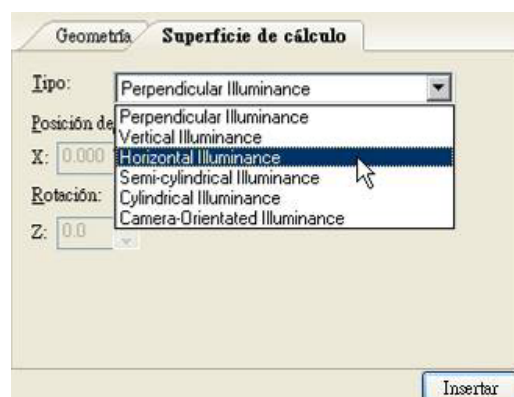 Geometría
Superficie de cálculo
Tipo:
Perpendicular Illuminance
Perpendicular Illuminance
Vertical Illuminance
Horizontal Illuminance
Semi-cylindrical Illuminance
Cylindrical Illuminance
Camera-Orientated Illuminance
Posición de
X: 0.000
Rotación:
Z: 0.0
Insertar